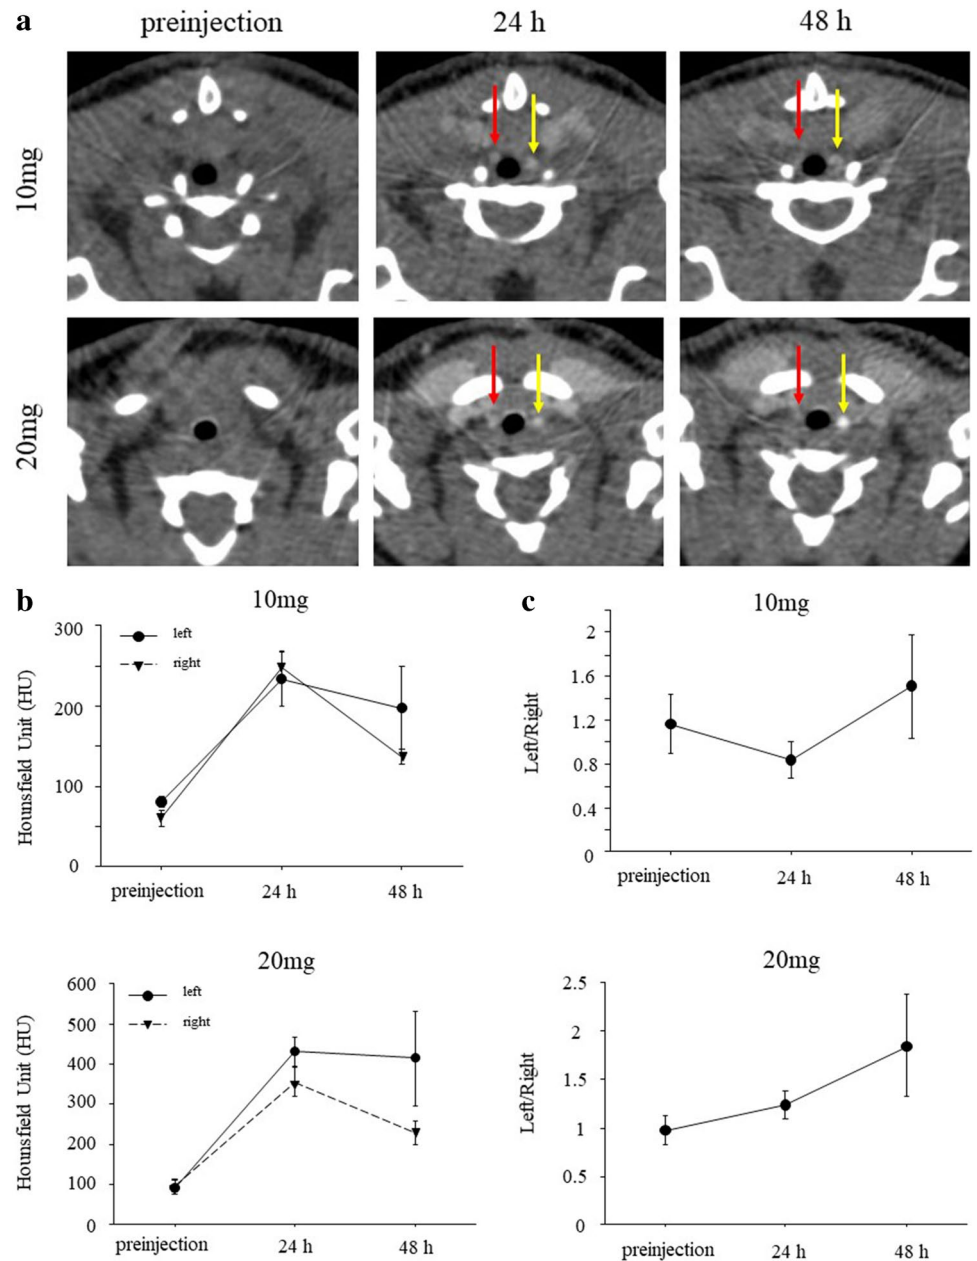 a
preinjection 24 h 48 h
10mg
20mg
b
10mg
300
200
100
0
Hounsfield Unit (HU)
left
right
preinjection 24 h 48 h
c
10mg
2
1.6
1.2
0.8
0.4
0
Left/Right
preinjection 24 h 48 h
20mg
600
500
400
300
200
100
0
Hounsfield Unit (HU)
left
right
preinjection 24 h 48 h
20mg
2.5
2
1.5
1
0.5
0
Left/Right
preinjection 24 h 48 h